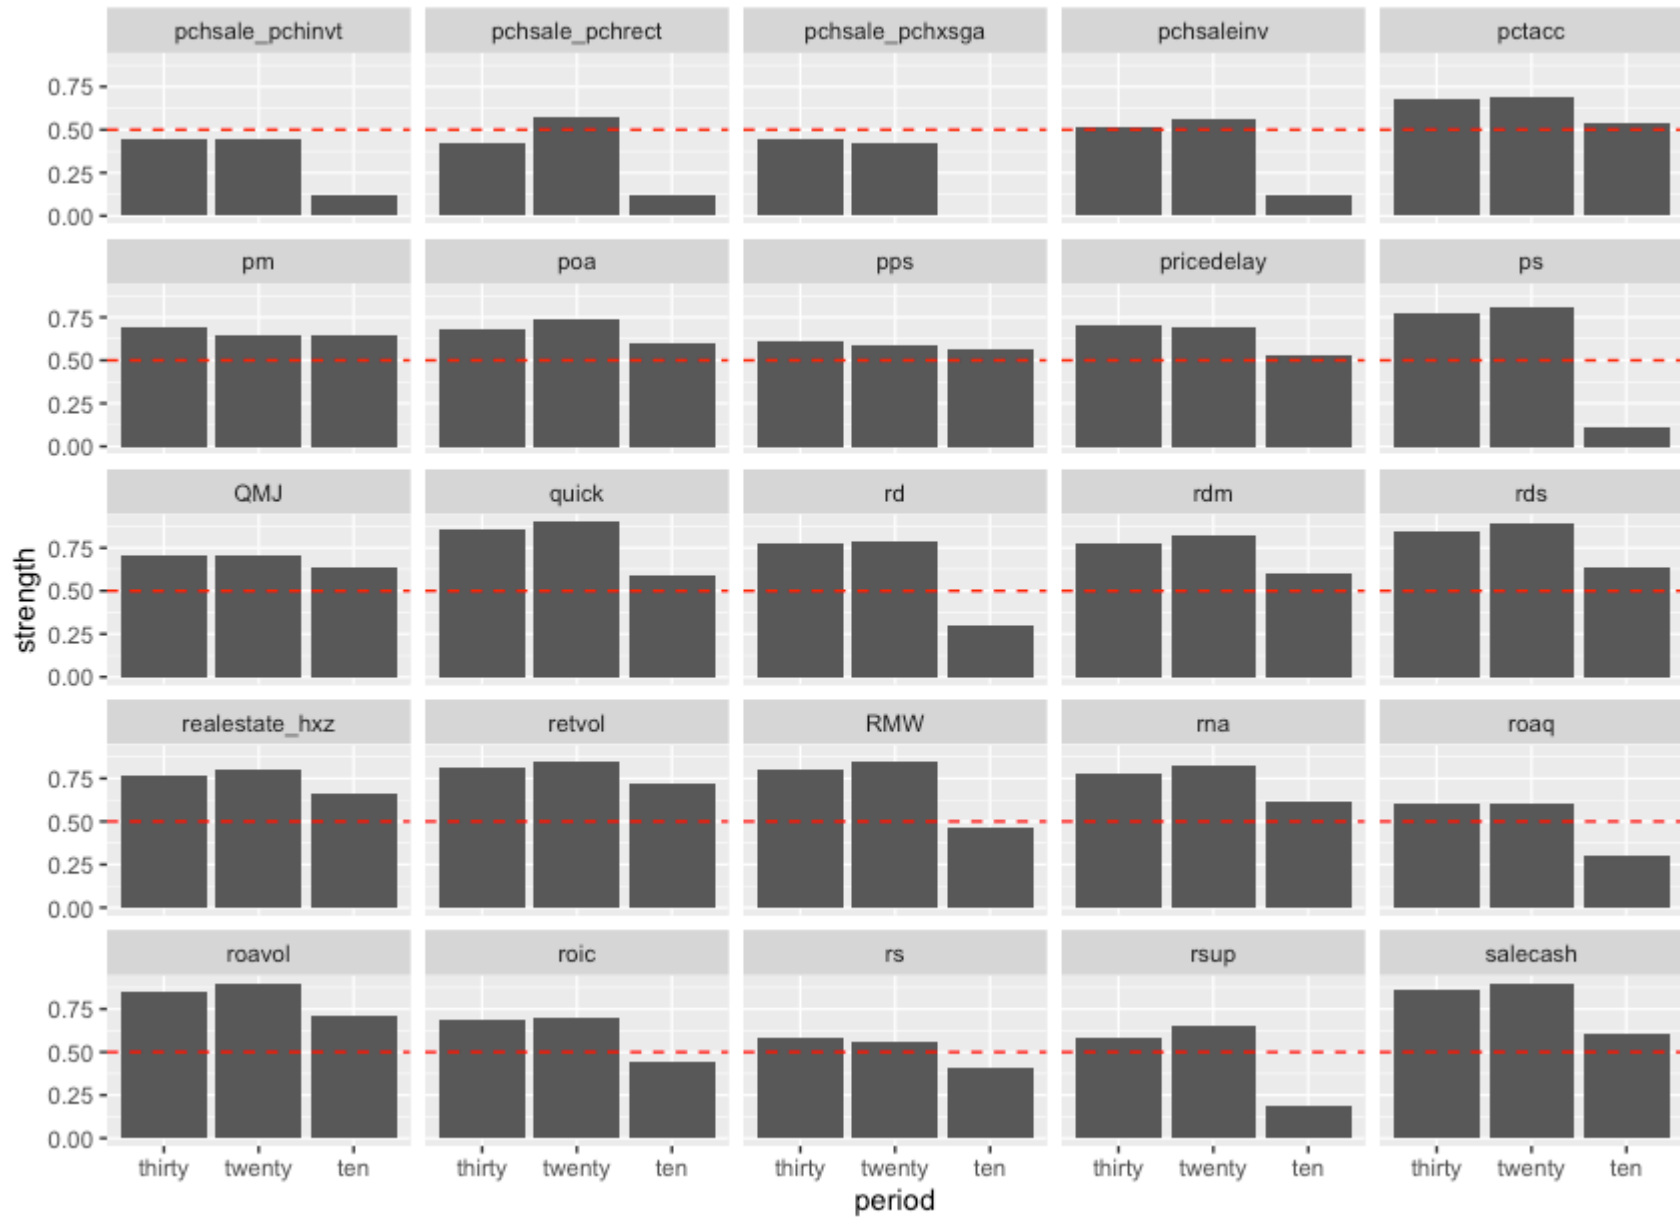 pchsale_pchinvt pchsale_pchrect pchsale_pchxsga pchsaleinv pctacc
0.75
0.50
0.25
0.00
pm poa pps pricedelay ps
0.75
0.50
0.25
0.00
QMJ quick rd rdm rds
0.75
0.50
0.25
0.00
strength
realestate_hxz retvol RMW rna roaq
0.75
0.50
0.25
0.00
roavol roic rs rsup salecash
0.75
0.50
0.25
0.00
thirty twenty ten thirty twenty ten thirty twenty ten thirty twenty ten thirty twenty ten
period